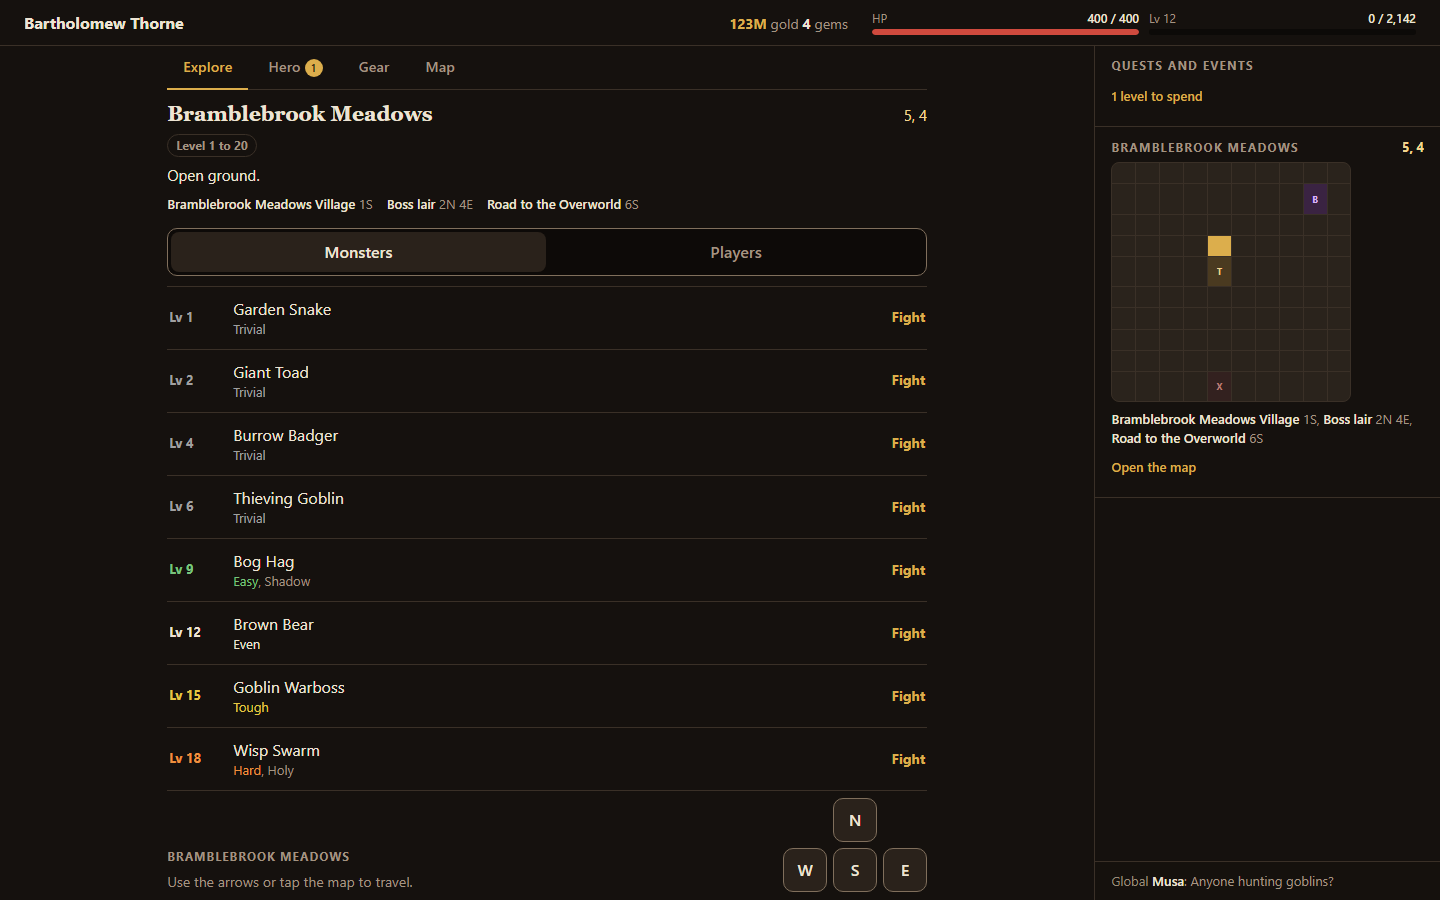 Bartholomew Thorne
123M gold 4 gems
HP 400 / 400
Lv 12 0 / 2,142
Explore Hero 1 Gear Map
Bramblebrook Meadows 5, 4
Level 1 to 20
Open ground.
Bramblebrook Meadows Village 1S Boss lair 2N 4E Road to the Overworld 6S
Monsters Players
Lv 1 Garden Snake Fight
Trivial
Lv 2 Giant Toad Fight
Trivial
Lv 4 Burrow Badger Fight
Trivial
Lv 6 Thieving Goblin Fight
Trivial
Lv 9 Bog Hag Fight
Easy, Shadow
Lv 12 Brown Bear Fight
Even
Lv 15 Goblin Warboss Fight
Tough
Lv 18 Wisp Swarm Fight
Hard, Holy
BRAMBLEBROOK MEADOWS
Use the arrows or tap the map to travel.
N
W S E
QUESTS AND EVENTS
1 level to spend
BRAMBLEBROOK MEADOWS 5, 4
B
T
X
Bramblebrook Meadows Village 1S, Boss lair 2N 4E,
Road to the Overworld 6S
Open the map
Global Musa: Anyone hunting goblins?